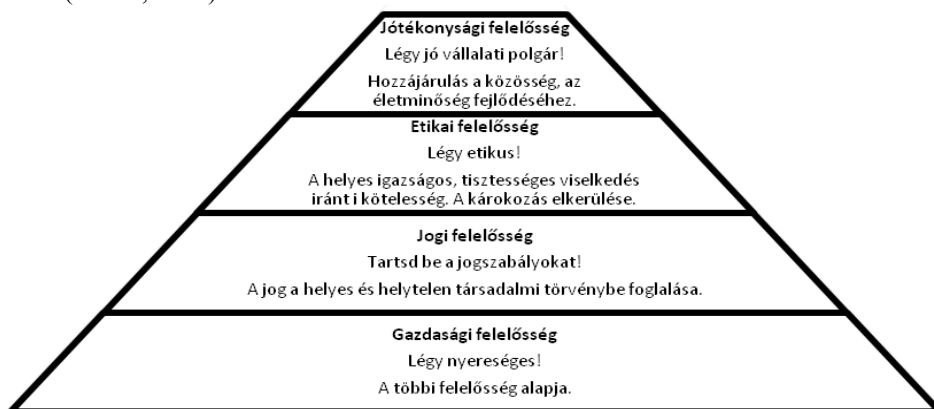 Jótékonysági felelősség
Légy jó vállalati polgár!
Hozzájárulás a közösség, az
életminőség fejlődéséhez.
Etikai felelősség
Légy etikus!
A helyes igazságos, tisztességes viselkedés
iránt i kötelesség. A károkozás elkerülése.
Jogi felelősség
Tartsd be a jogszabályokat!
A jog a helyes és helytelen társadalmi törvénybe foglalása.
Gazdasági felelősség
Légy nyereséges!
A többi felelősség alapja.